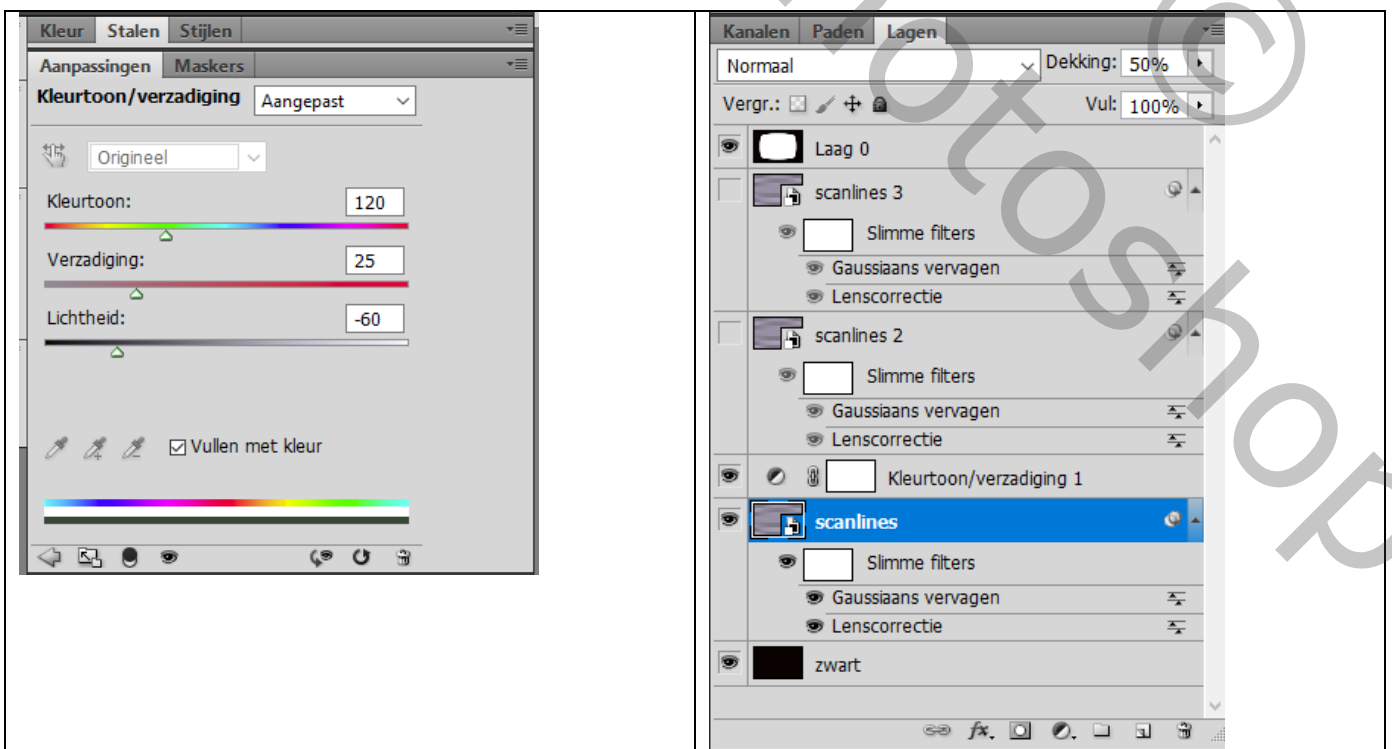 Kleur Stalen Stijlen
Aanpassingen Maskers
Kleurtoon/verzadiging Aangepast
Origineel
Kleurtoon: 120
Verzadiging: 25
Lichtheid: -60
Vullen met kleur
Kanalen Paden Lagen
Normaal Dekking: 50%
Vergr.: Vul: 100%
Laag 0
scanlines 3
Slimme filters
Gaussiaans vervagen
Lenscorrectie
scanlines 2
Slimme filters
Gaussiaans vervagen
Lenscorrectie
Kleurtoon/verzadiging 1
scanlines
Slimme filters
Gaussiaans vervagen
Lenscorrectie
zwart
fx.
© otoshop